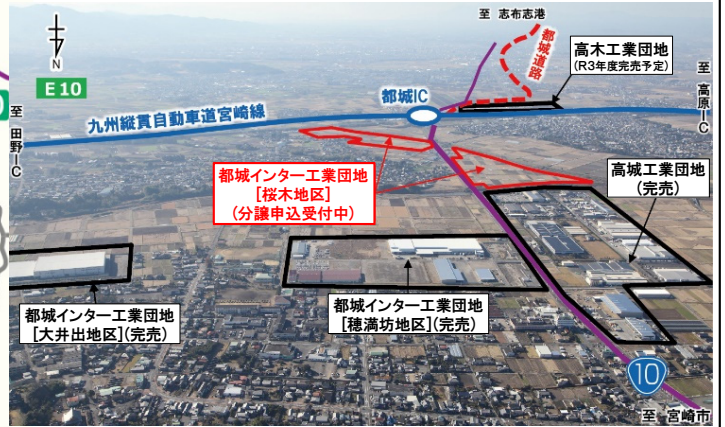 至 志布志港
都城道路
N
E10
高木工業団地
(R3年度完売予定)
至 高原IC
都城IC
九州縦貫自動車道宮崎線
至 田野IC
都城インター工業団地
[桜木地区]
(分譲申込受付中)
高城工業団地
(完売)
都城インター工業団地
[大井出地区](完売)
都城インター工業団地
[穂満坊地区](完売)
10
至 宮崎市